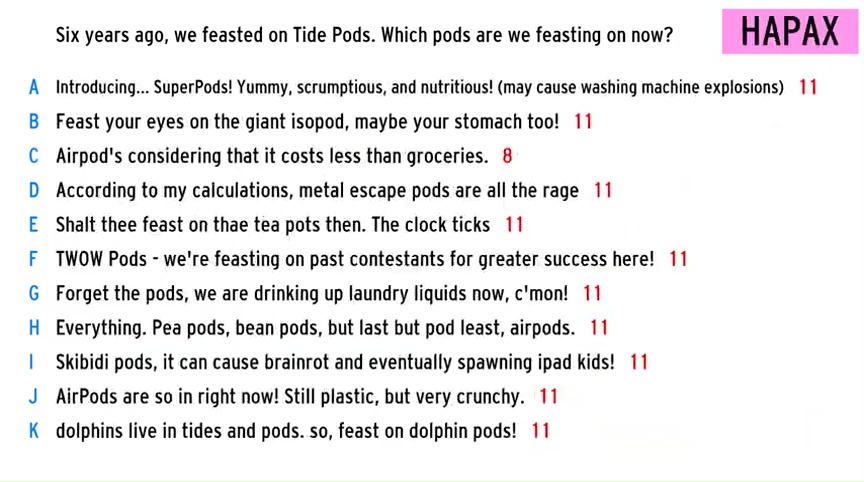 Six years ago, we feasted on Tide Pods. Which pods are we feasting on now?
HAPAX
A Introducing... SuperPods! Yummy, scrumptious, and nutritious! (may cause washing machine explosions) 11
B Feast your eyes on the giant isopod, maybe your stomach too! 11
C Airpod's considering that it costs less than groceries. 8
D According to my calculations, metal escape pods are all the rage 11
E Shalt thee feast on thae tea pots then. The clock ticks 11
F TWOW Pods - we're feasting on past contestants for greater success here! 11
G Forget the pods, we are drinking up laundry liquids now, c'mon! 11
H Everything. Pea pods, bean pods, but last but pod least, airpods. 11
I Skibidi pods, it can cause brainrot and eventually spawning ipad kids! 11
J AirPods are so in right now! Still plastic, but very crunchy. 11
K dolphins live in tides and pods. so, feast on dolphin pods! 11